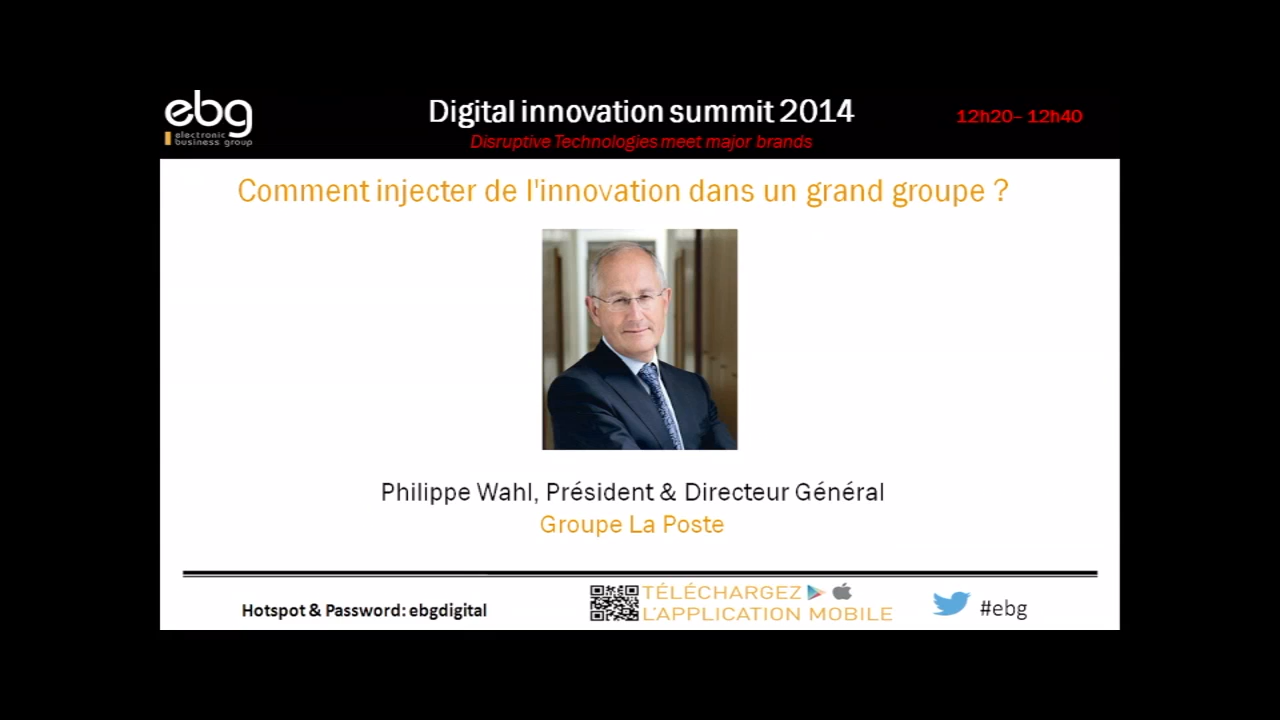 ebg
electronic
business group
Digital innovation summit 2014
Disruptive Technologies meet major brands
12h20– 12h40
Comment injecter de l'innovation dans un grand groupe ?
Philippe Wahl, Président & Directeur Général
Groupe La Poste
Hotspot & Password: ebgdigital
TÉLÉCHARGEZ
L'APPLICATION MOBILE
#ebg